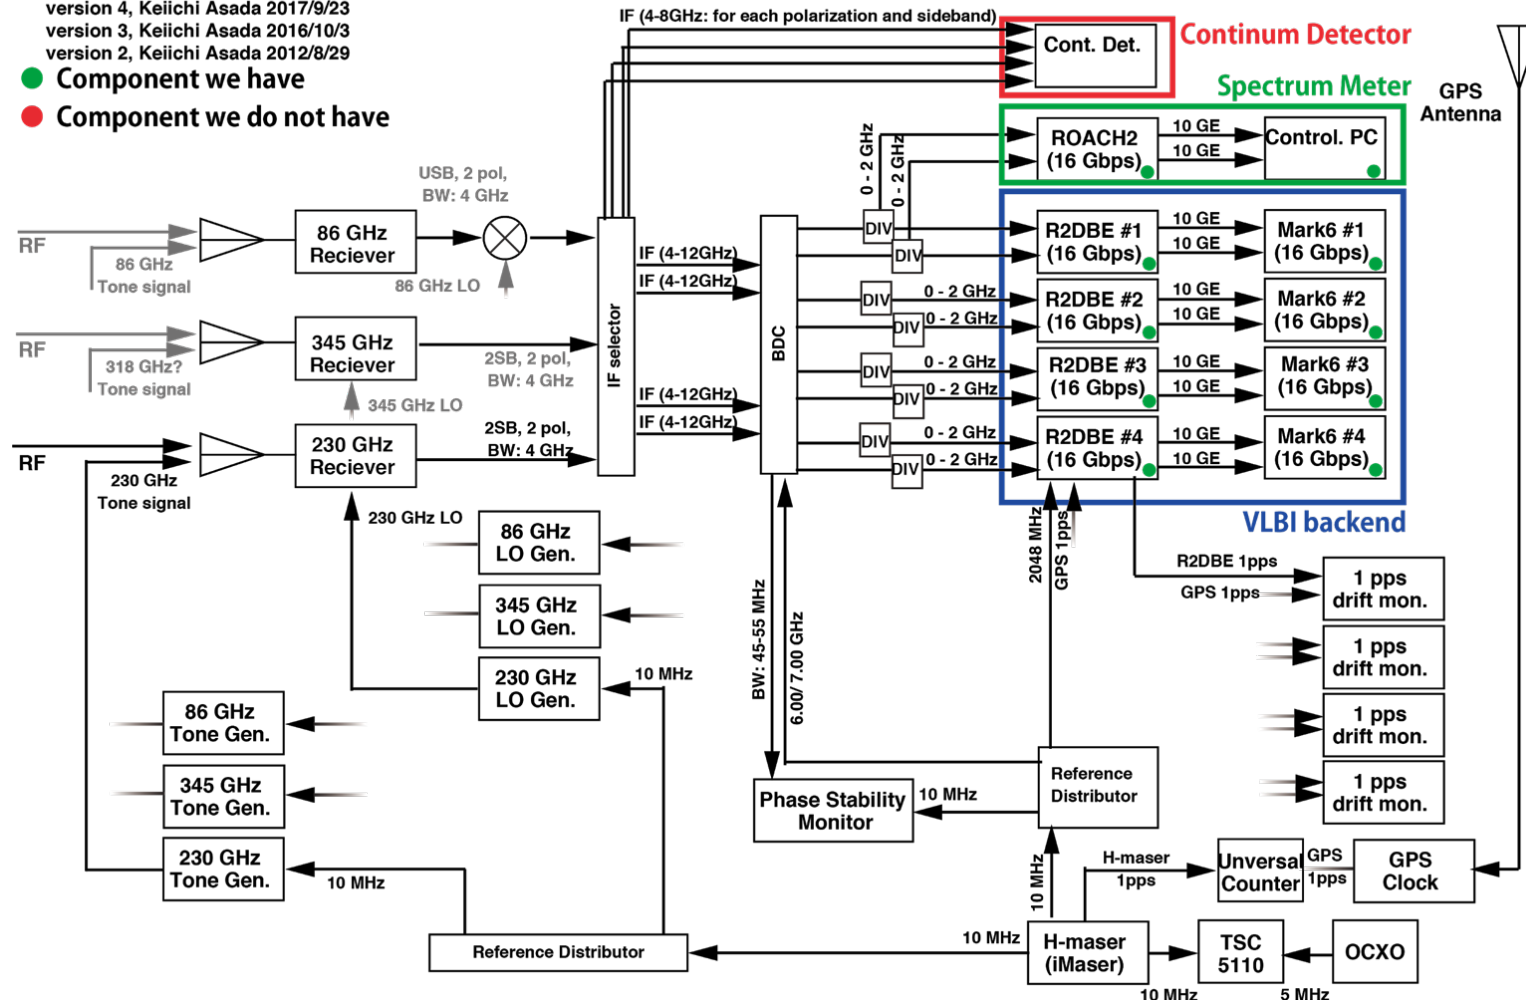 version 4, Keiichi Asada 2017/9/23
version 3, Keiichi Asada 2016/10/3
version 2, Keiichi Asada 2012/8/29
Component we have
Component we do not have
IF (4-8GHz: for each polarization and sideband)
Cont. Det.
Continum Detector
Spectrum Meter
GPS
Antenna
ROACH2
(16 Gbps)
10 GE
10 GE
Control. PC
0 - 2 GHz
0 - 2 GHz
USB, 2 pol,
BW: 4 GHz
RF
86 GHz
Tone signal
86 GHz
Reciever
86 GHz LO
RF
318 GHz?
Tone signal
345 GHz
Reciever
345 GHz LO
2SB, 2 pol,
BW: 4 GHz
RF
230 GHz
Tone signal
230 GHz
Reciever
230 GHz LO
2SB, 2 pol,
BW: 4 GHz
IF selector
IF (4-12GHz)
IF (4-12GHz)
IF (4-12GHz)
IF (4-12GHz)
BDC
DIV
DIV
DIV
0 - 2 GHz
DIV
0 - 2 GHz
DIV
0 - 2 GHz
DIV
0 - 2 GHz
DIV
0 - 2 GHz
DIV
0 - 2 GHz
R2DBE #1
(16 Gbps)
10 GE
10 GE
Mark6 #1
(16 Gbps)
R2DBE #2
(16 Gbps)
10 GE
10 GE
Mark6 #2
(16 Gbps)
R2DBE #3
(16 Gbps)
10 GE
10 GE
Mark6 #3
(16 Gbps)
R2DBE #4
(16 Gbps)
10 GE
10 GE
Mark6 #4
(16 Gbps)
VLBI backend
2048 MHz
GPS 1pps
R2DBE 1pps
GPS 1pps
1 pps
drift mon.
1 pps
drift mon.
1 pps
drift mon.
1 pps
drift mon.
86 GHz
LO Gen.
345 GHz
LO Gen.
230 GHz
LO Gen.
10 MHz
86 GHz
Tone Gen.
345 GHz
Tone Gen.
230 GHz
Tone Gen.
10 MHz
BW: 45-55 MHz
6.00/ 7.00 GHz
Phase Stability
Monitor
10 MHz
Reference
Distributor
10 MHz
H-maser
1pps
Unversal
Counter
GPS
1pps
GPS
Clock
Reference Distributor
10 MHz
H-maser
(iMaser)
10 MHz
TSC
5110
5 MHz
OCXO